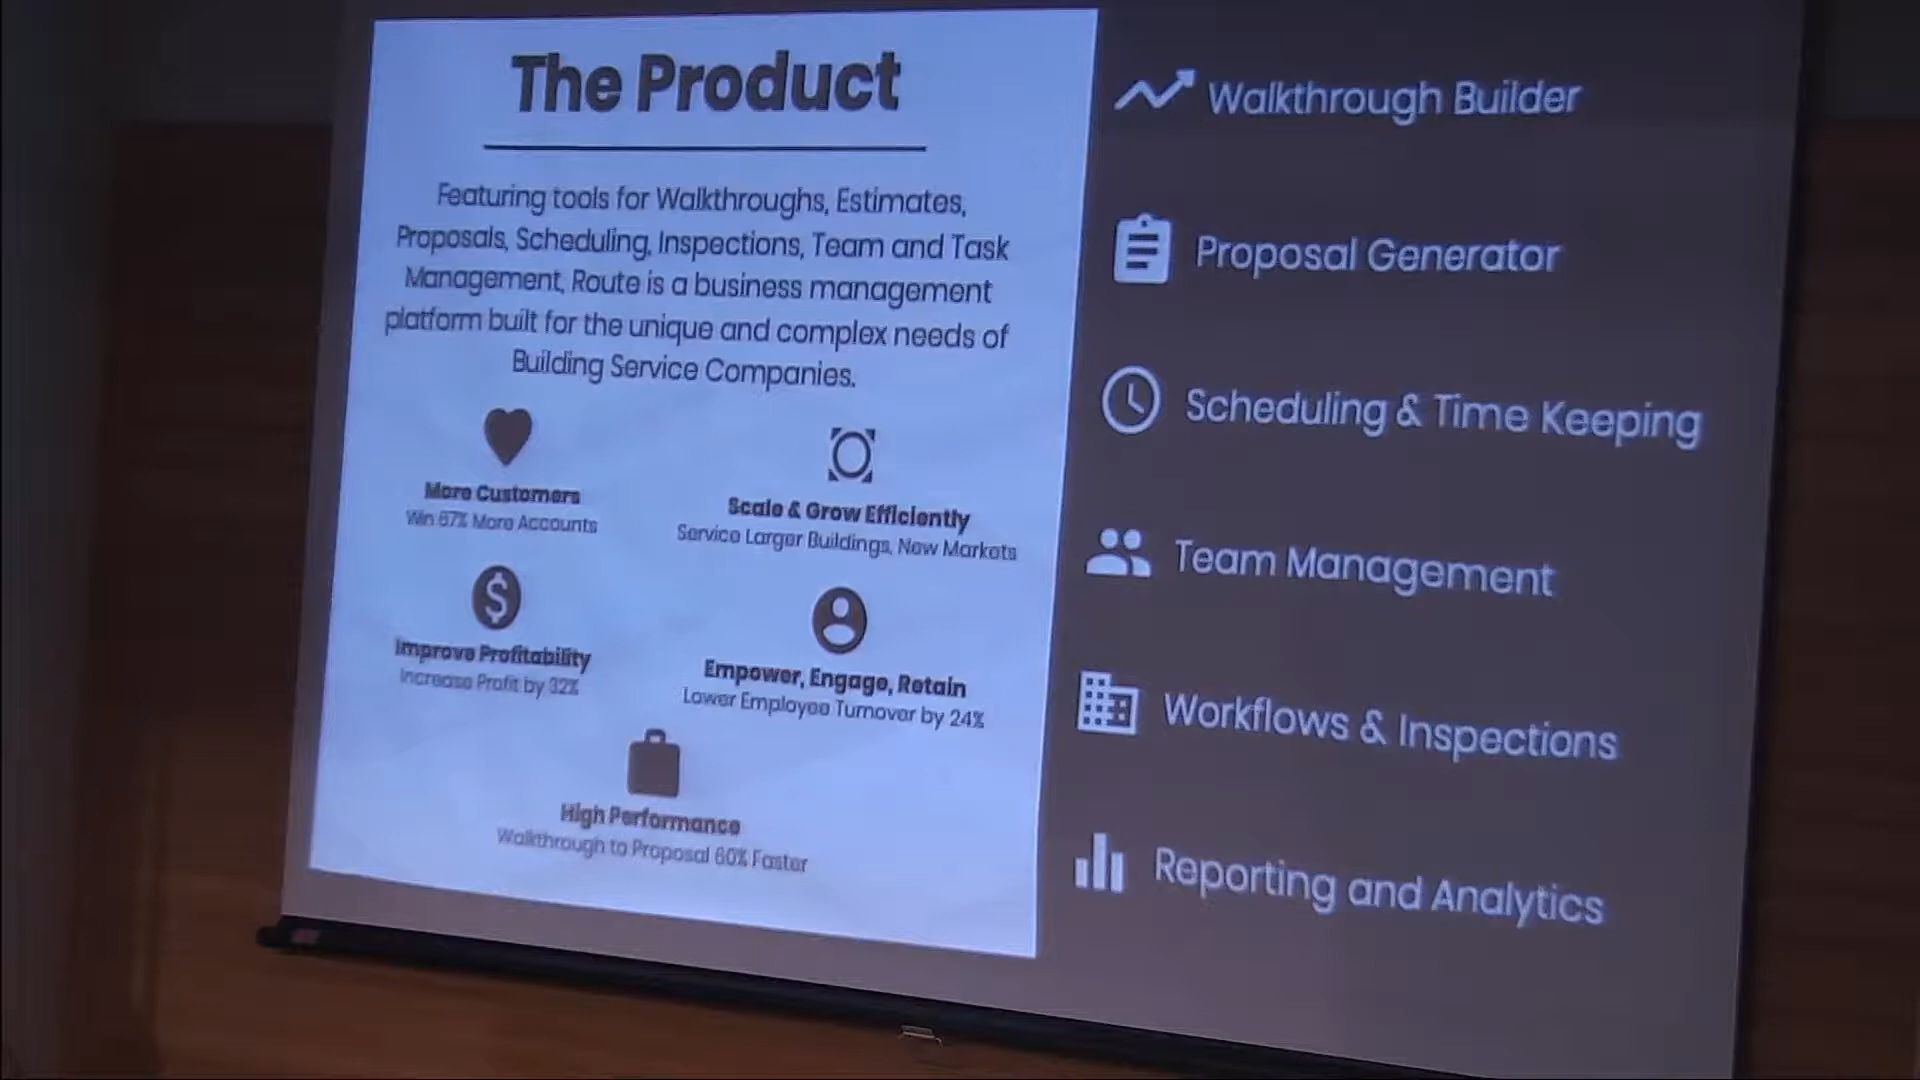 The Product
Featuring tools for Walkthroughs, Estimates,
Proposals, Scheduling, Inspections, Team and Task
Management, Route is a business management
platform built for the unique and complex needs of
Building Service Companies.
More Customers
Win 67% More Accounts
Scale & Grow Efficiently
Service Larger Buildings, New Markets
Improve Profitability
Increase Profit by 32%
Empower, Engage, Retain
Lower Employee Turnover by 24%
High Performance
Walkthrough to Proposal 60% Faster
Walkthrough Builder
Proposal Generator
Scheduling & Time Keeping
Team Management
Workflows & Inspections
Reporting and Analytics